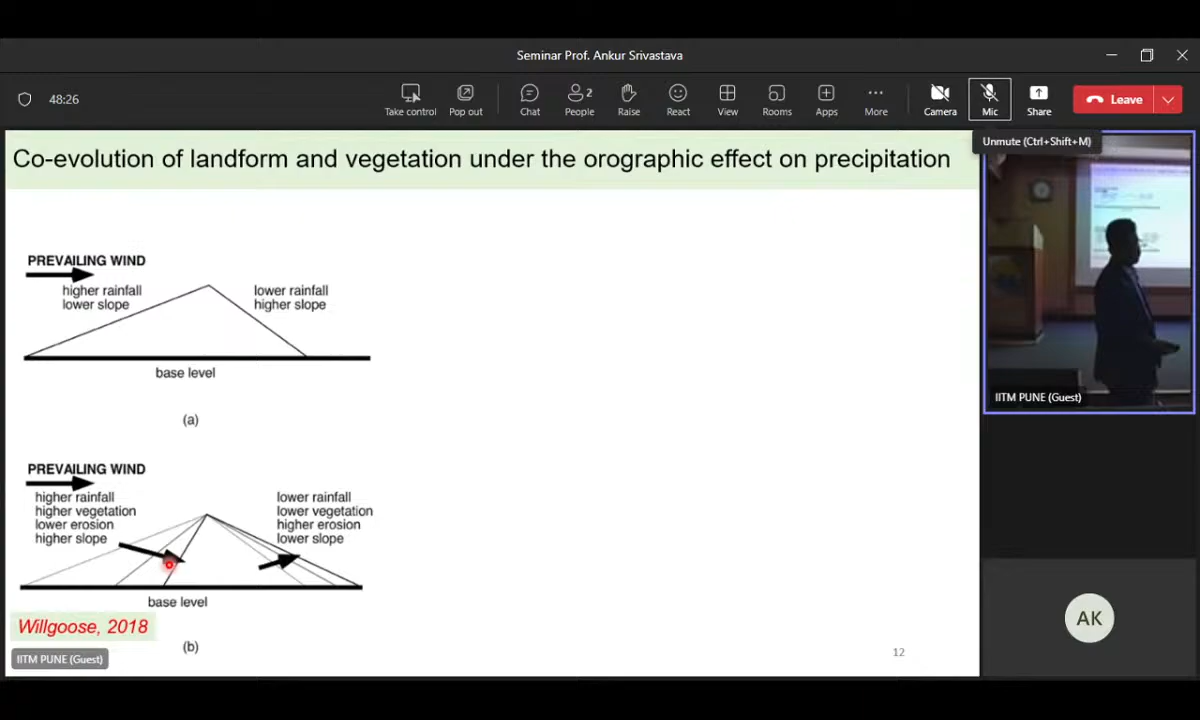 Seminar Prof. Ankur Srivastava
48:26
Take control
Pop out
Chat
2
People
Raise
React
View
Rooms
Apps
More
Camera
Mic
Share
Leave
Unmute (Ctrl+Shift+M)
Co-evolution of landform and vegetation under the orographic effect on precipitation
PREVAILING WIND
higher rainfall
lower slope
lower rainfall
higher slope
base level
(a)
PREVAILING WIND
higher rainfall
higher vegetation
lower erosion
higher slope
lower rainfall
lower vegetation
higher erosion
lower slope
base level
Willgoose, 2018
(b)
12
IITM PUNE (Guest)
IITM PUNE (Guest)
AK